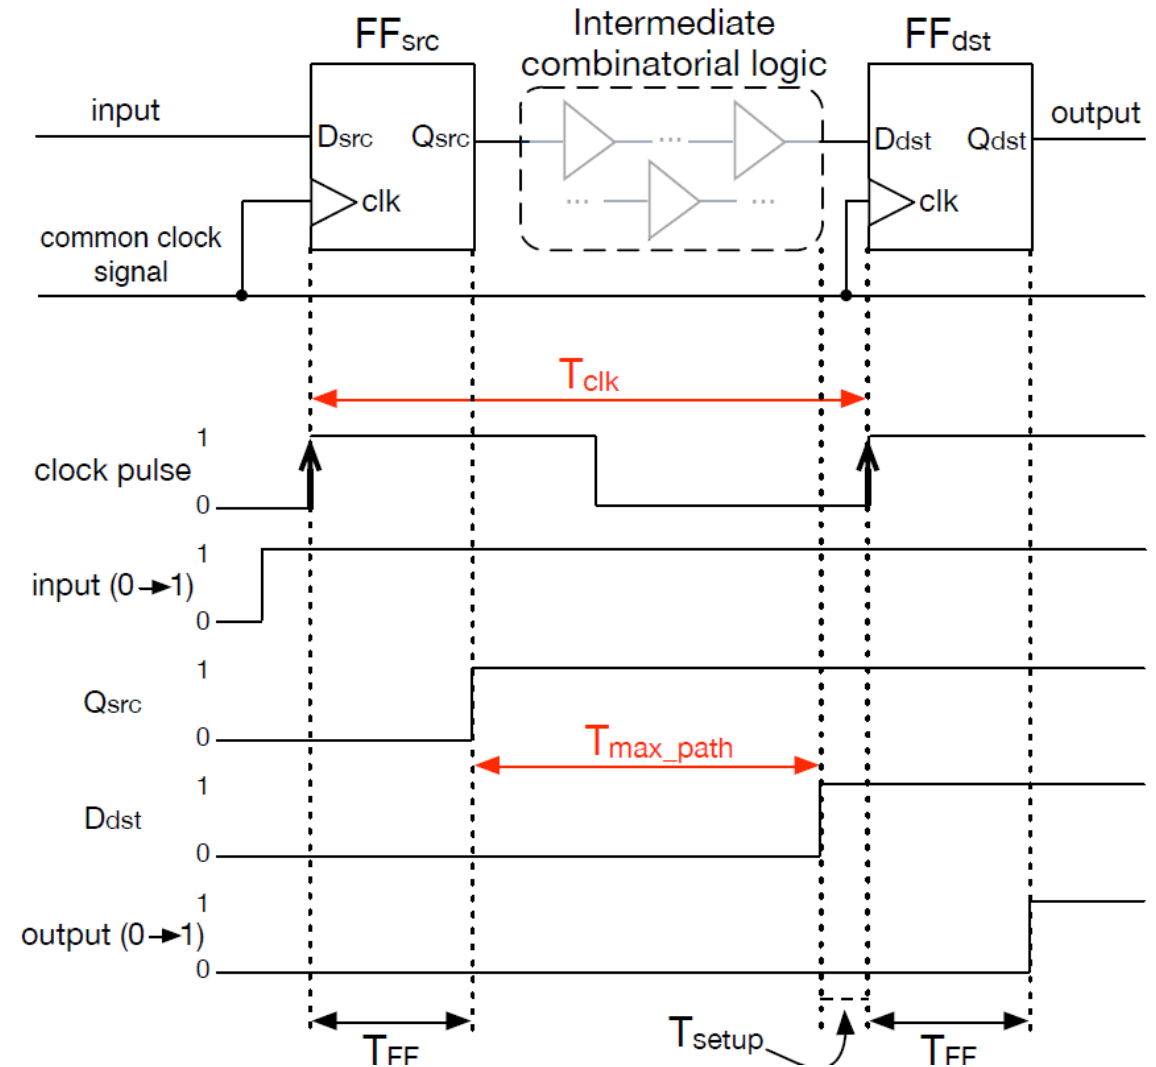 FFsrc
Intermediate
combinatorial logic
FFdst
input
Dsrc
Qsrc
...
Ddst
Qdst
output
clk
...
...
clk
common clock
signal
Tclk
1
clock pulse
0
1
input (0→1)
0
1
Qsrc
0
Tmax_path
1
Ddst
0
1
output (0→1)
0
Tsetup
TFF
TFF